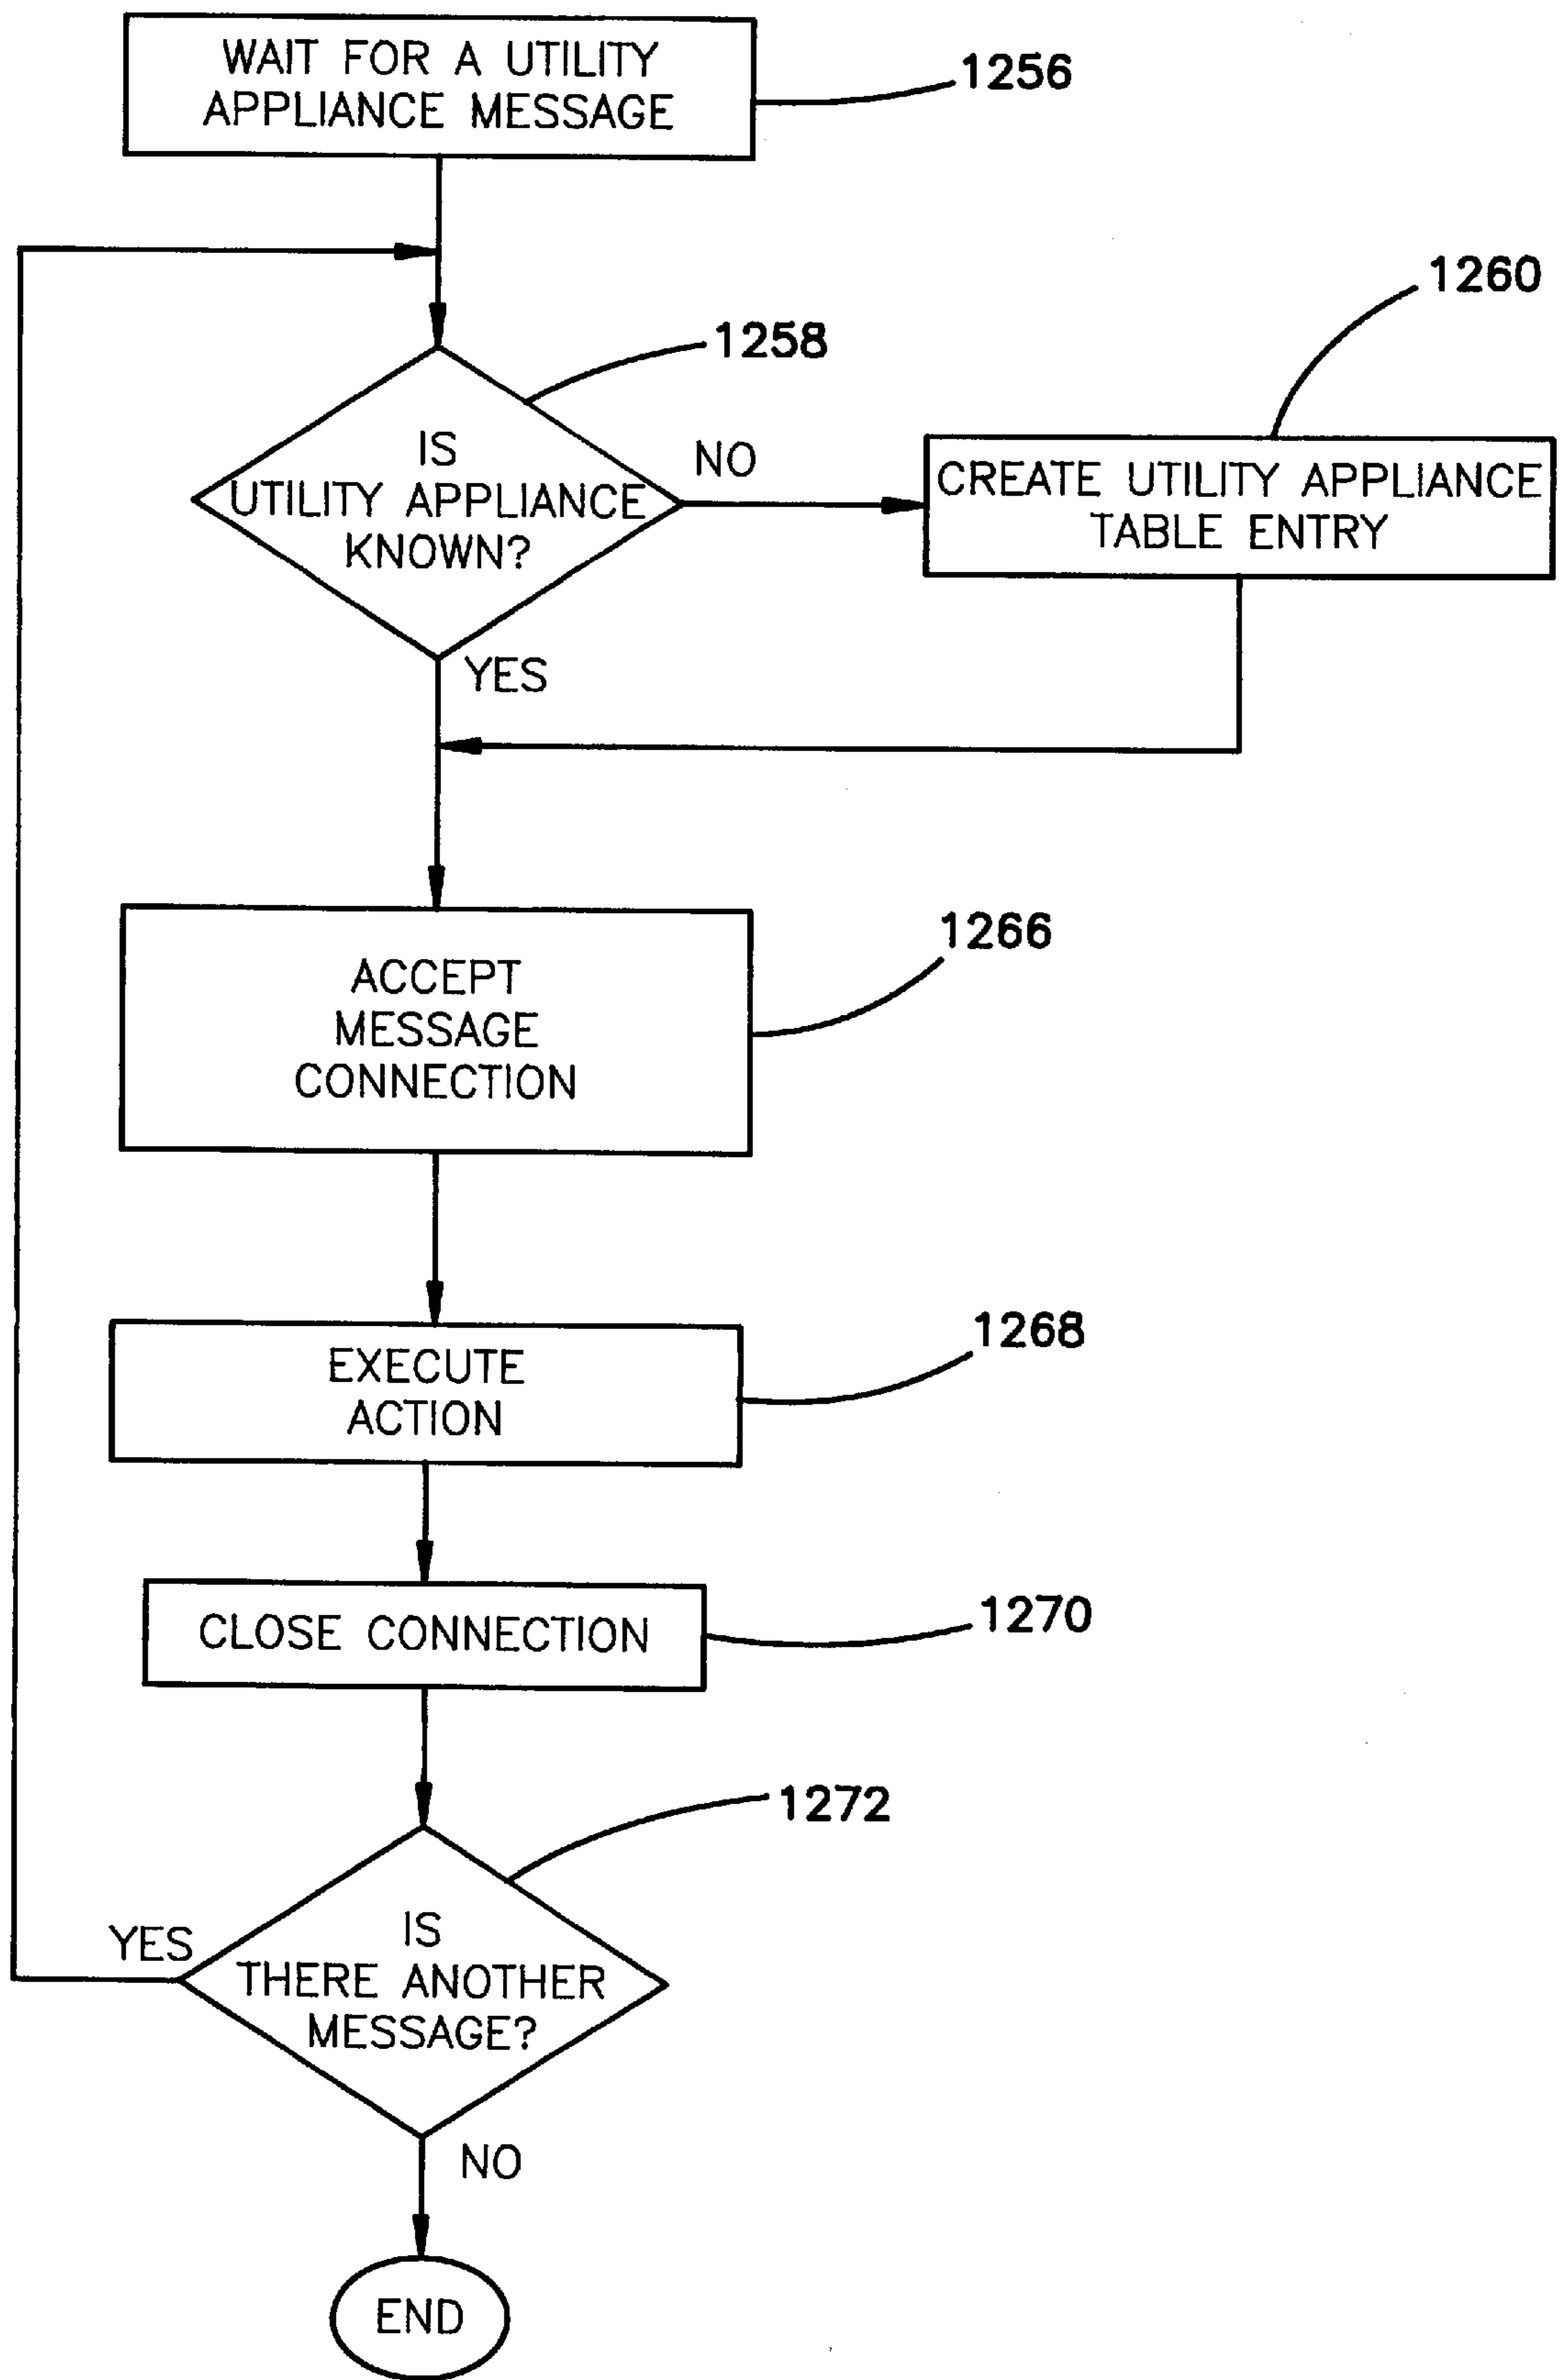 WAIT FOR A UTILITY
APPLIANCE MESSAGE
1256
1258
1260
IS
UTILITY APPLIANCE
KNOWN?
NO
CREATE UTILITY APPLIANCE
TABLE ENTRY
YES
ACCEPT
MESSAGE
CONNECTION
1266
EXECUTE
ACTION
1268
CLOSE CONNECTION
1270
1272
YES
IS
THERE ANOTHER
MESSAGE?
NO
END